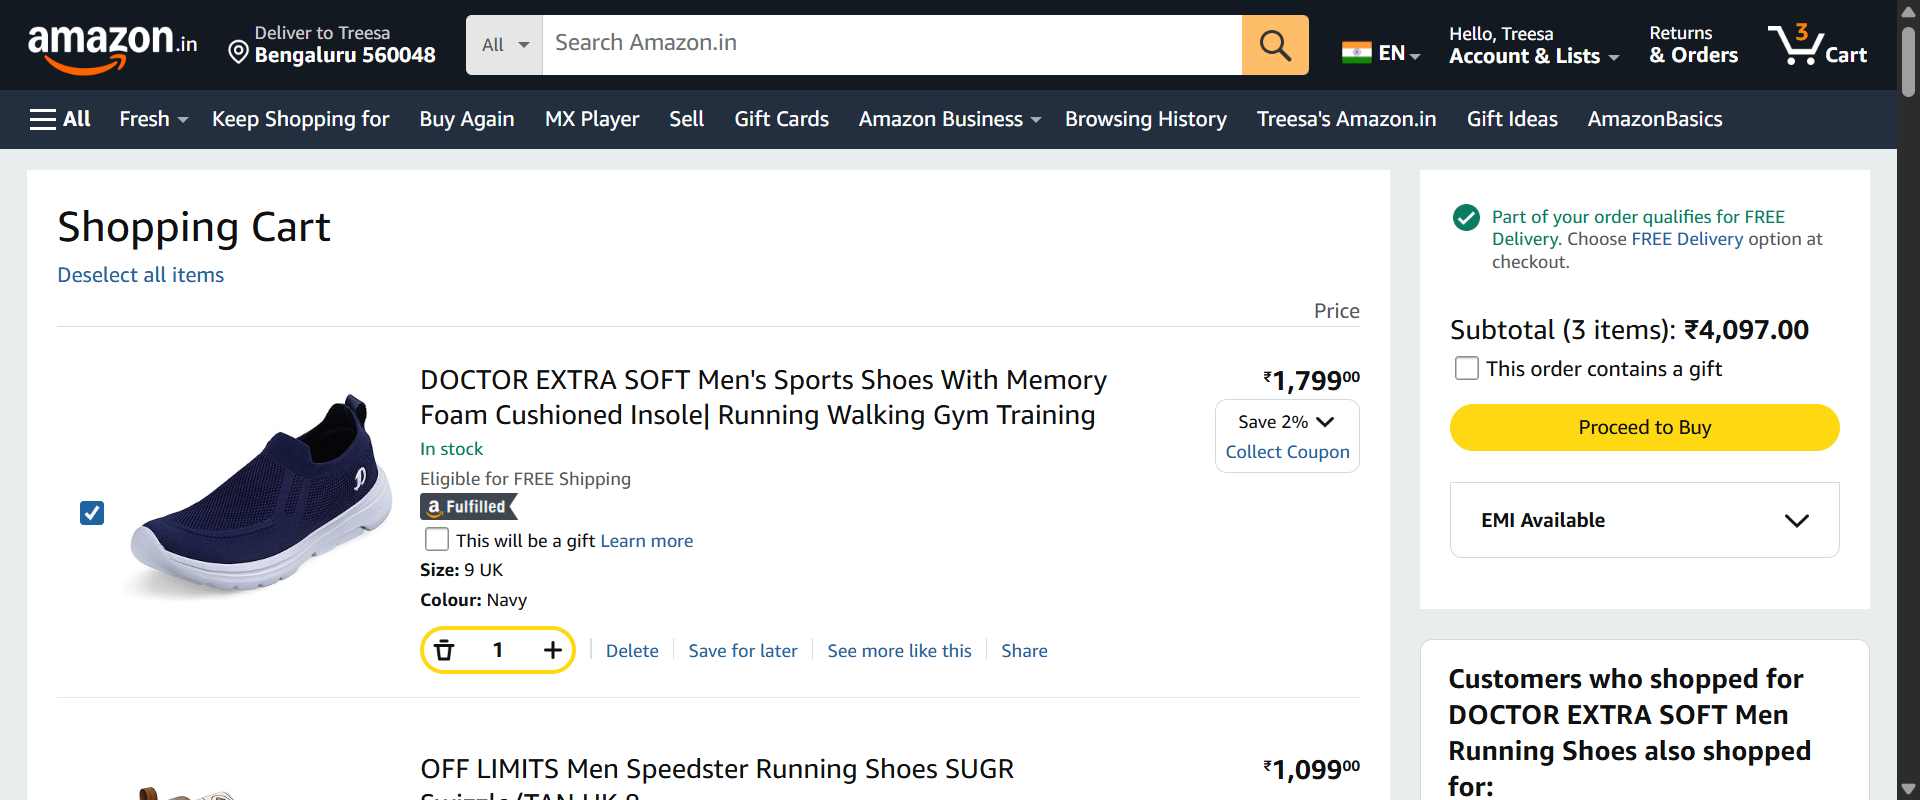 amazon.in
Deliver to Treesa
Bengaluru 560048
All
Search Amazon.in
EN
Hello, Treesa
Account & Lists
Returns
& Orders
3
Cart
All
Fresh
Keep Shopping for
Buy Again
MX Player
Sell
Gift Cards
Amazon Business
Browsing History
Treesa's Amazon.in
Gift Ideas
AmazonBasics
Shopping Cart
Deselect all items
Price
DOCTOR EXTRA SOFT Men's Sports Shoes With Memory
Foam Cushioned Insole| Running Walking Gym Training
₹1,799.00
Save 2%
Collect Coupon
In stock
Eligible for FREE Shipping
a Fulfilled
This will be a gift Learn more
Size: 9 UK
Colour: Navy
1
Delete
Save for later
See more like this
Share
OFF LIMITS Men Speedster Running Shoes SUGR
₹1,099.00
Part of your order qualifies for FREE
Delivery. Choose FREE Delivery option at
checkout.
Subtotal (3 items): ₹4,097.00
This order contains a gift
Proceed to Buy
EMI Available
Customers who shopped for
DOCTOR EXTRA SOFT Men
Running Shoes also shopped
for: